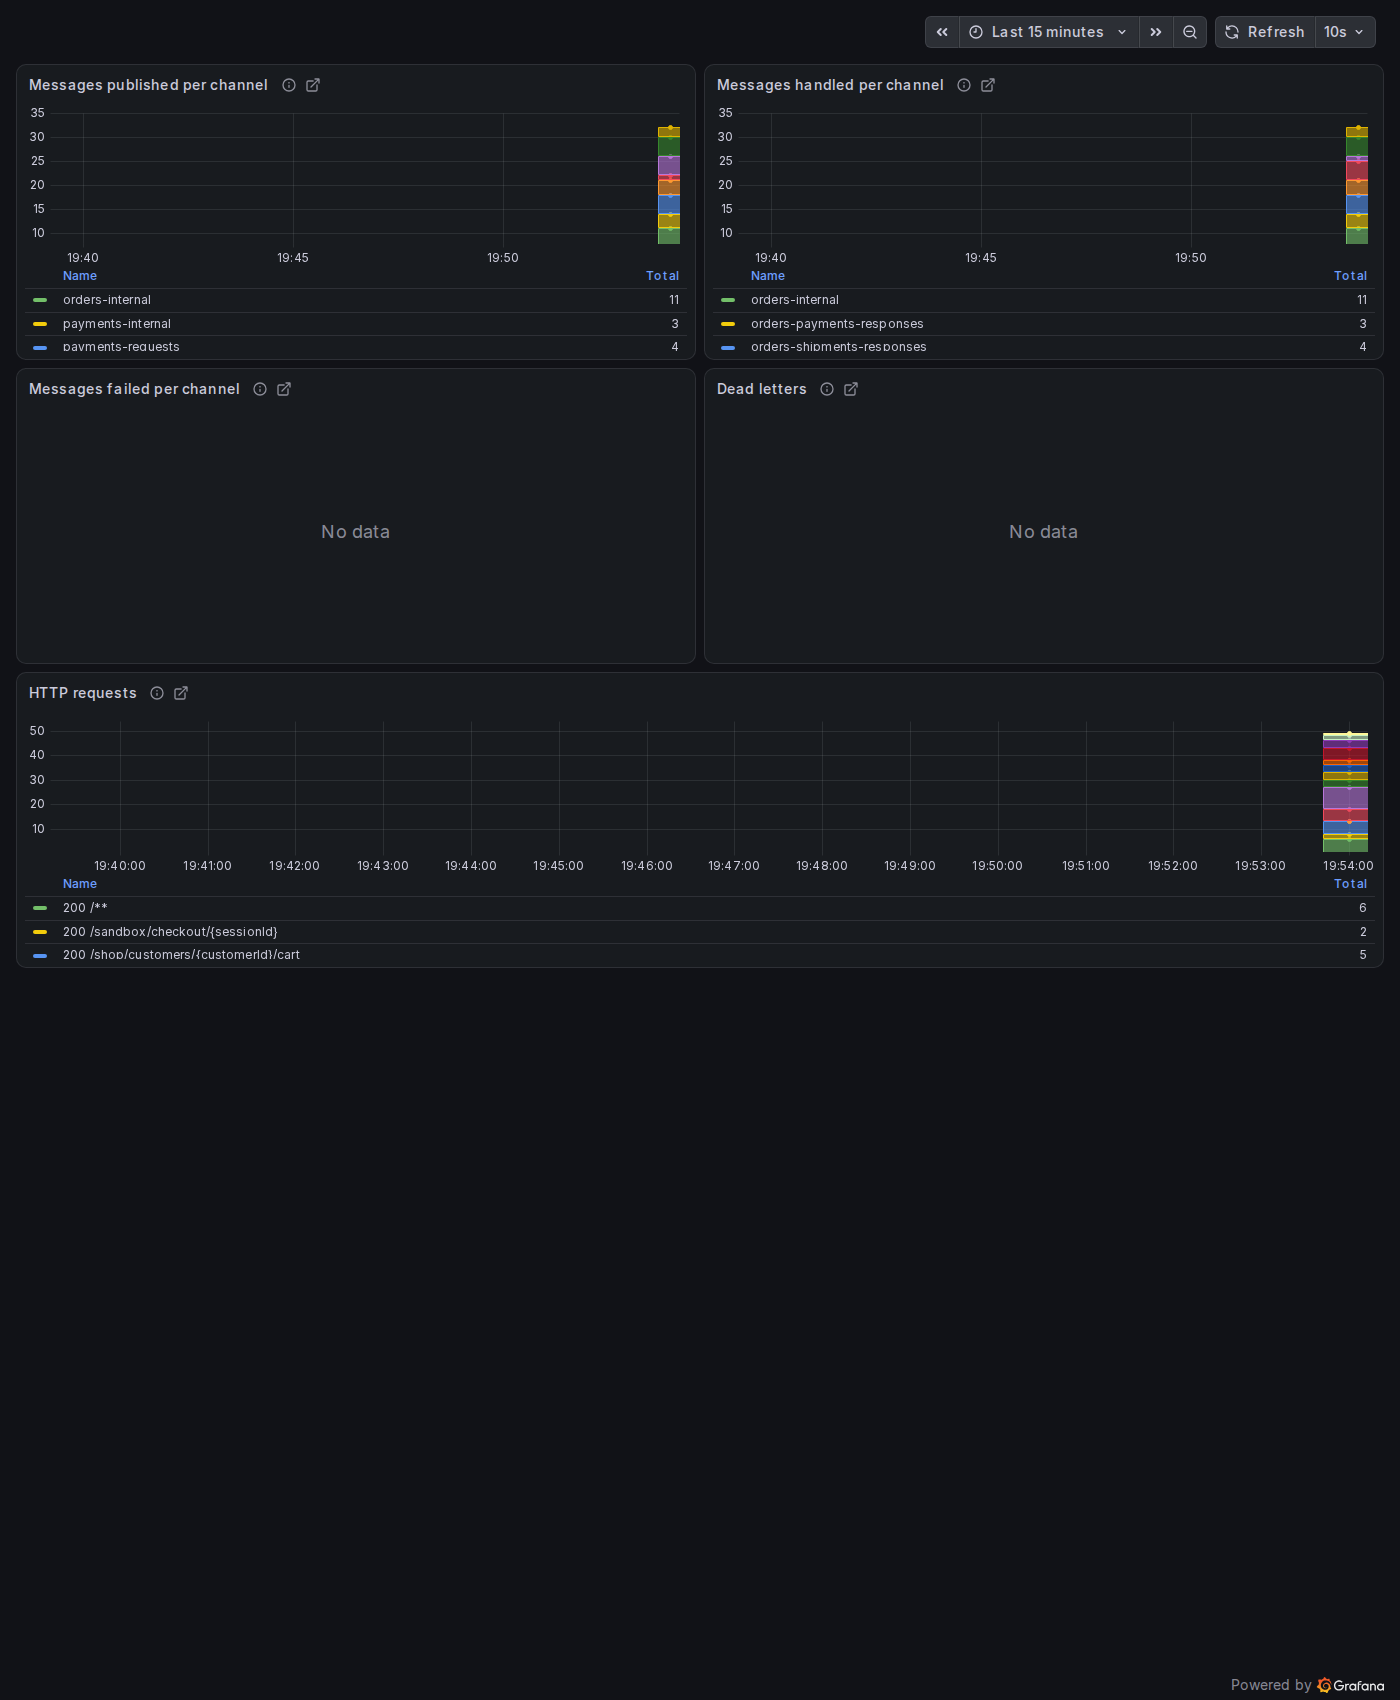 Last 15 minutes Refresh 10s
Messages published per channel
35
30
25
20
15
10
19:40 19:45 19:50
Name Total
orders-internal 11
payments-internal 3
payments-requests 4
Messages handled per channel
35
30
25
20
15
10
19:40 19:45 19:50
Name Total
orders-internal 11
orders-payments-responses 3
orders-shipments-responses 4
Messages failed per channel
No data
Dead letters
No data
HTTP requests
50
40
30
20
10
19:40:00 19:41:00 19:42:00 19:43:00 19:44:00 19:45:00 19:46:00 19:47:00 19:48:00 19:49:00 19:50:00 19:51:00 19:52:00 19:53:00 19:54:00
Name Total
200 /** 6
200 /sandbox/checkout/{sessionId} 2
200 /shop/customers/{customerId}/cart 5
Powered by Grafana